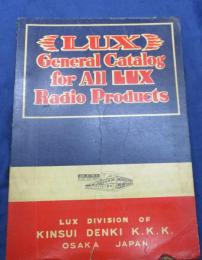 LUX
General Catalog
for All LUX
Radio Products
LUX DIVISION OF
KINSUI DENKI K.K.K.
OSAKA JAPAN